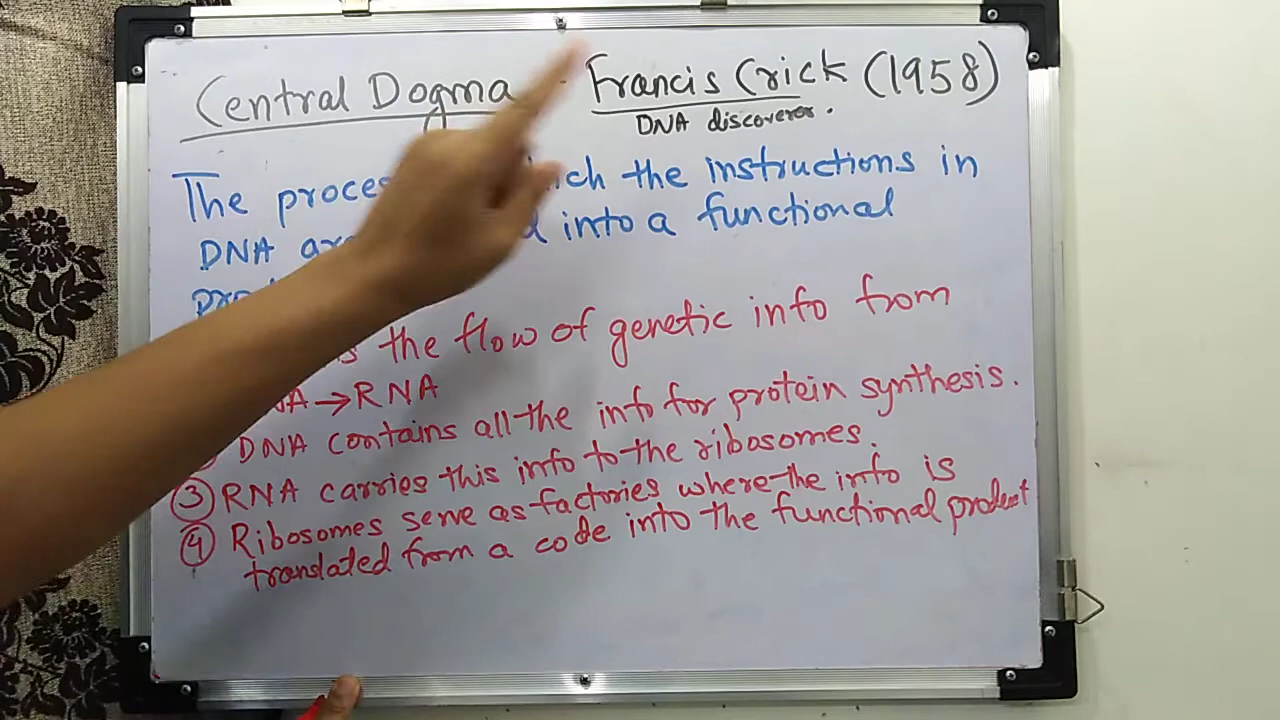 Central Dogma Francis Crick (1958)
DNA discoverer.
The the instructions in
DNA into a functional
the flow of genetic info from
→ RNA
DNA contains all the info for protein synthesis.
③ RNA carries this info to the ribosomes.
④ Ribosomes serve as factories where the info is
translated from a code into the functional product